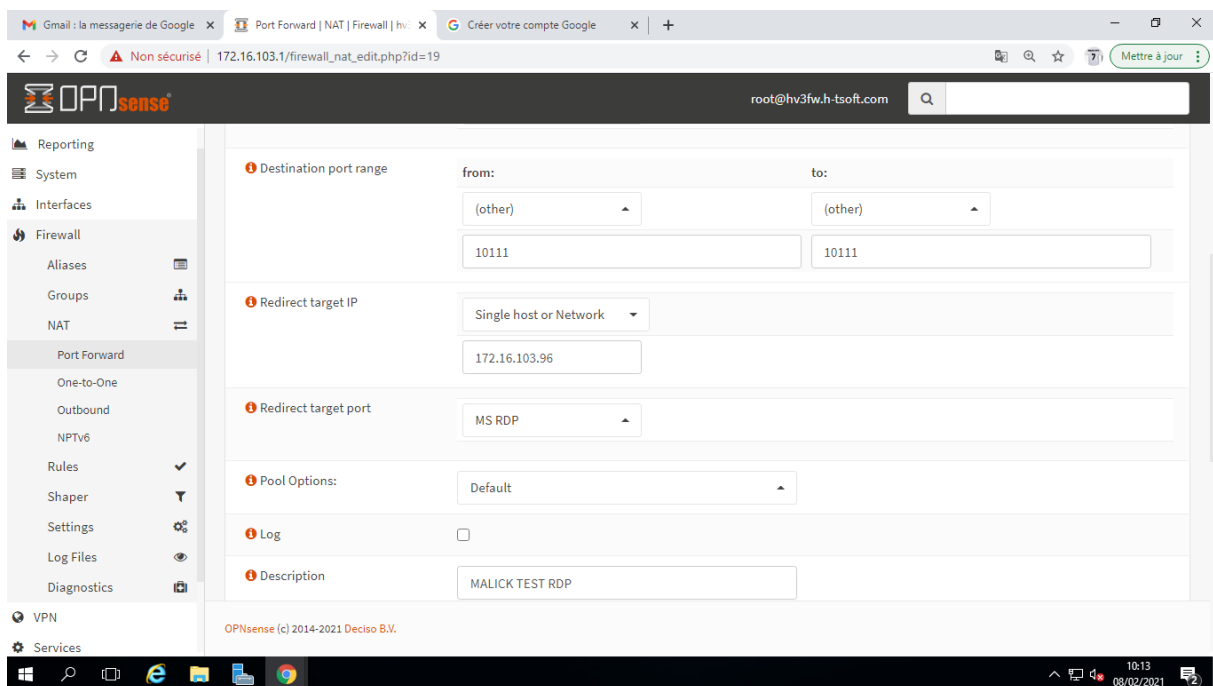 Gmail : la messagerie de Google
Port Forward | NAT | Firewall | hv
Créer votre compte Google
Non sécurisé
172.16.103.1/firewall_nat_edit.php?id=19
Mettre à jour
OPNsense
root@hv3fw.h-tsoft.com
Reporting
System
Interfaces
Firewall
Aliases
Groups
NAT
Port Forward
One-to-One
Outbound
NPTv6
Rules
Shaper
Settings
Log Files
Diagnostics
VPN
Services
Destination port range
from:
to:
(other)
(other)
10111
10111
Redirect target IP
Single host or Network
172.16.103.96
Redirect target port
MS RDP
Pool Options:
Default
Log
Description
MALICK TEST RDP
OPNsense (c) 2014-2021 Deciso B.V.
10:13
08/02/2021
2